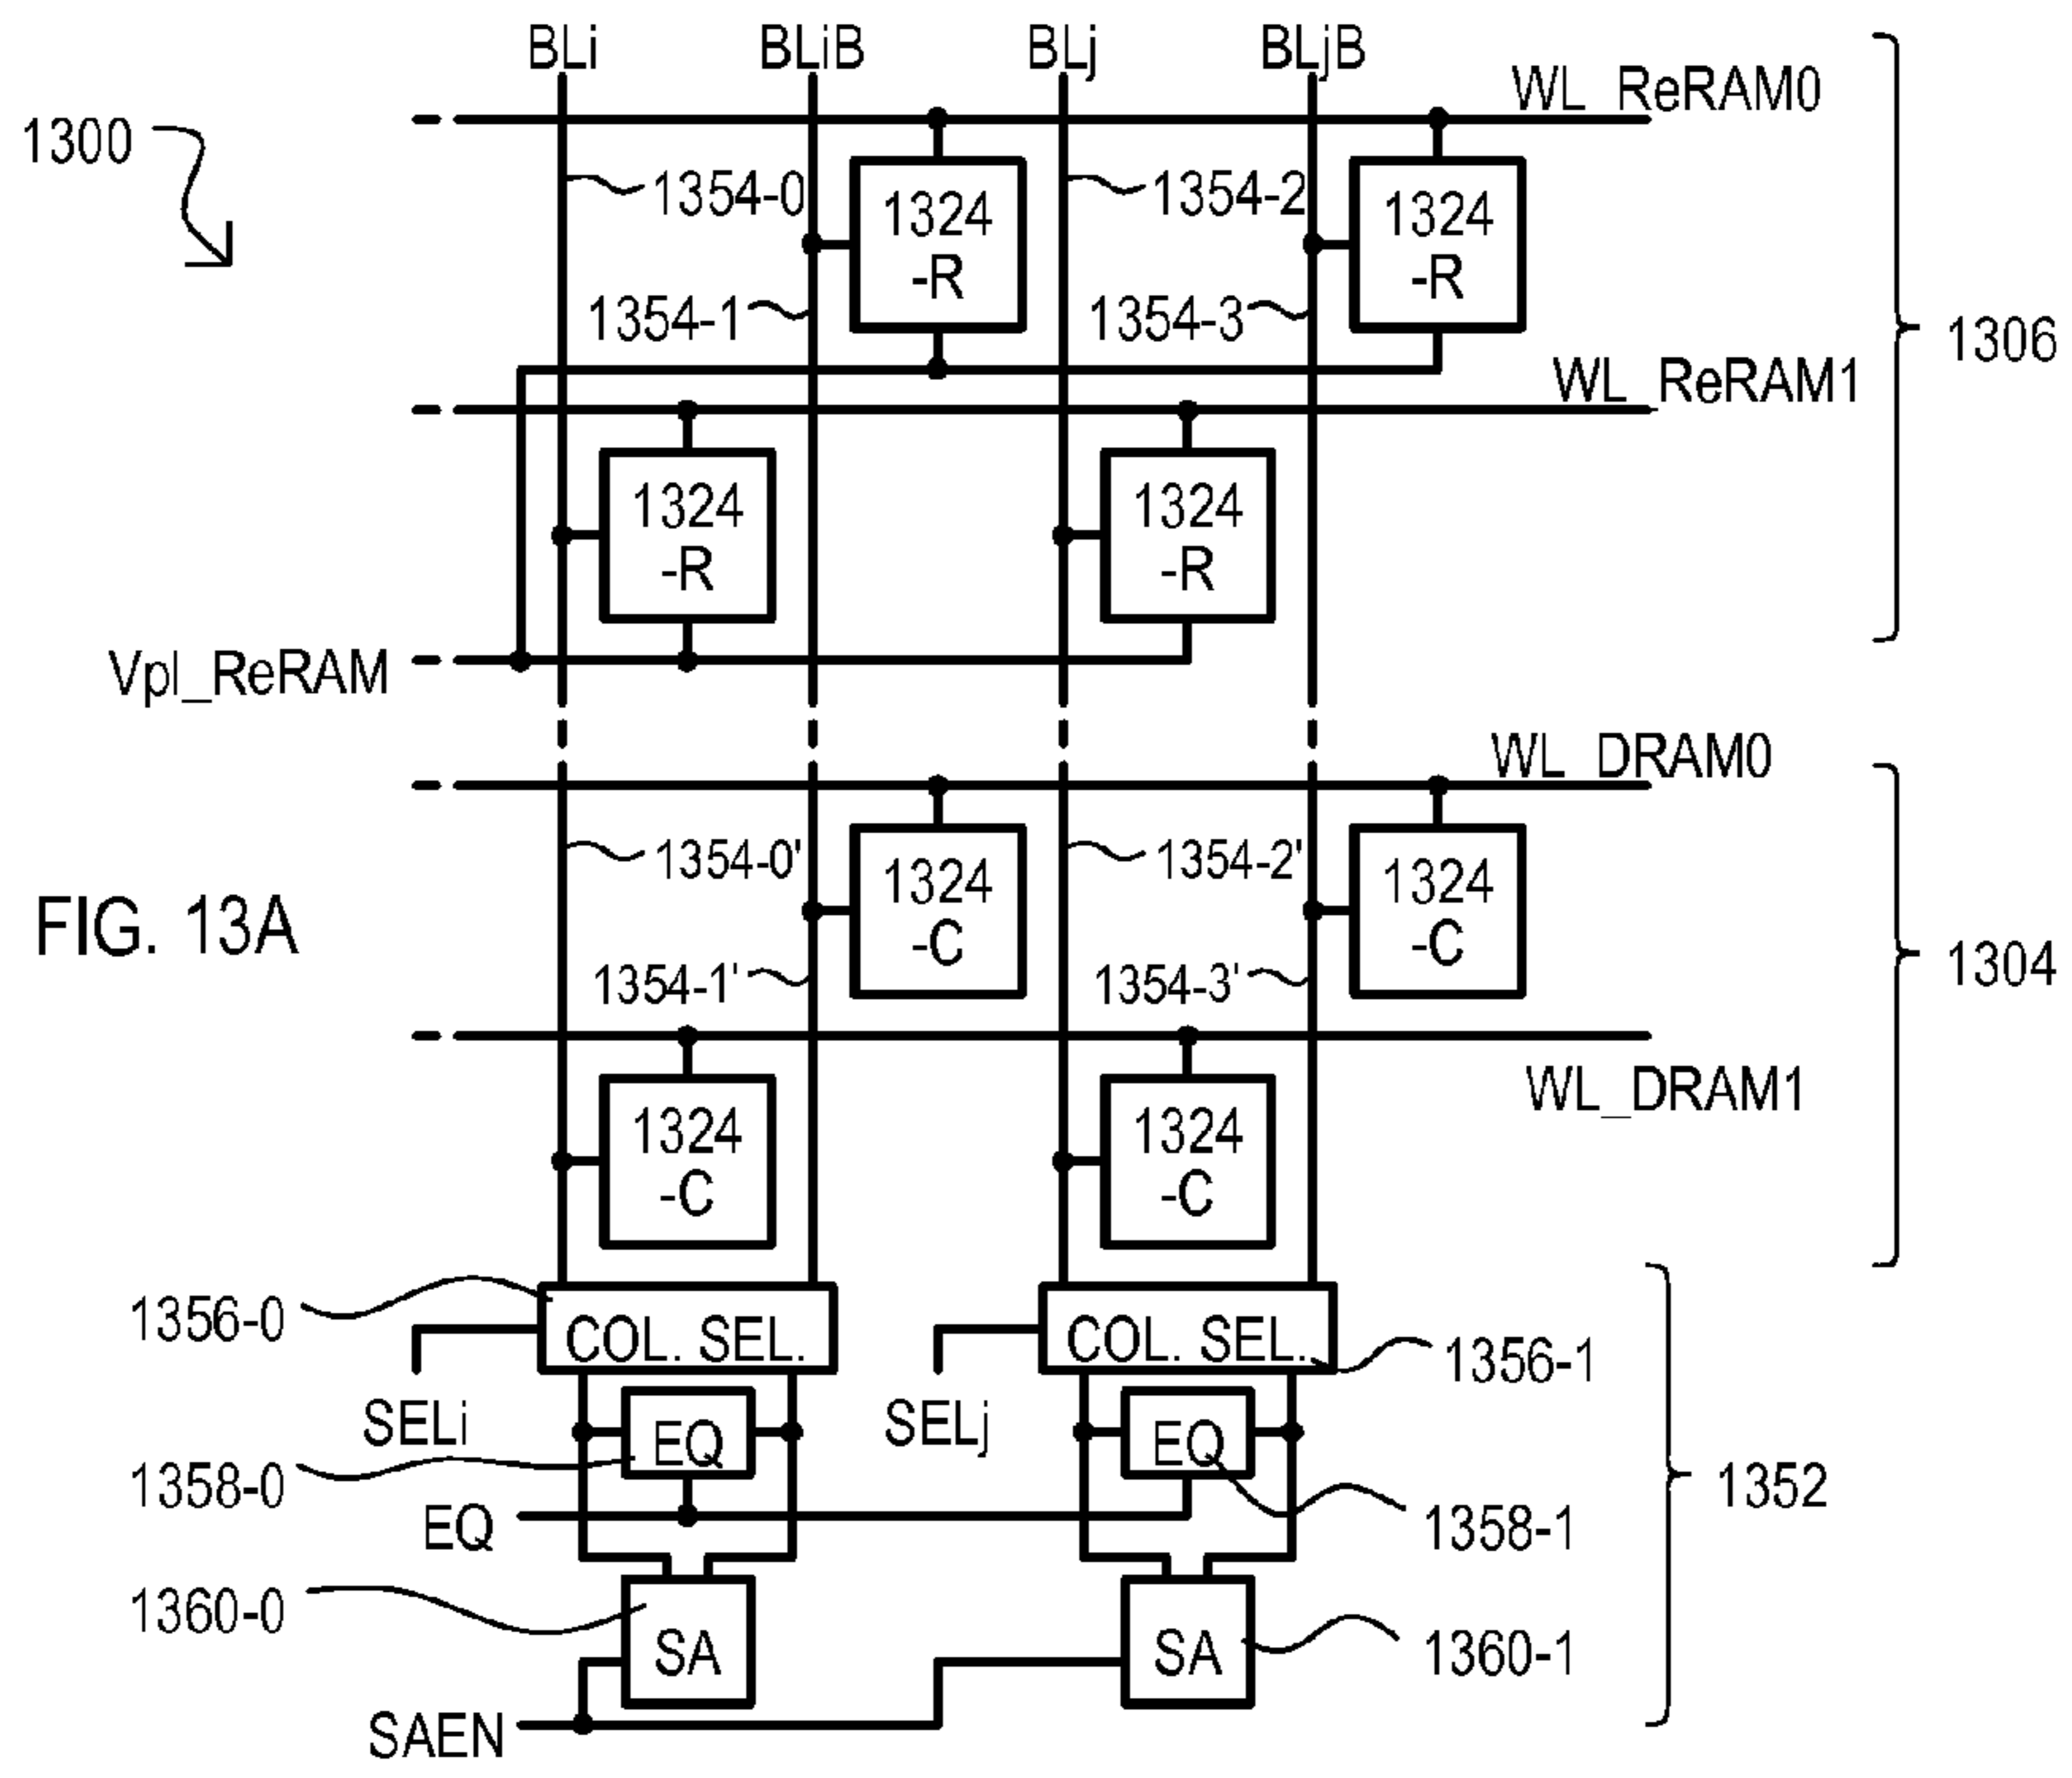 BLi BLiB BLj BLjB
WL_ReRAM0
1300
1354-0
1324
-R
1354-2
1324
-R
1354-1
1354-3
1306
WL_ReRAM1
1324
-R
1324
-R
Vpl_ReRAM
WL_DRAM0
1354-0'
1324
-C
1354-2'
1324
-C
FIG. 13A
1354-1'
1354-3'
1304
WL_DRAM1
1324
-C
1324
-C
1356-0
COL. SEL.
COL. SEL.
1356-1
SELi
SELj
EQ
EQ
1358-0
1352
EQ
1358-1
1360-0
SA
SA
1360-1
SAEN